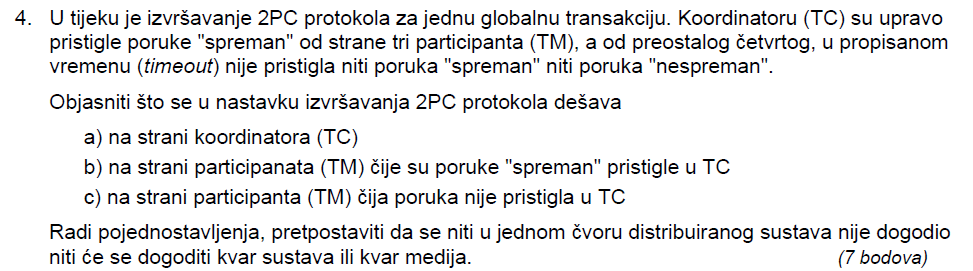 4. U tijeku je izvršavanje 2PC protokola za jednu globalnu transakciju. Koordinatoru (TC) su upravo
pristigle poruke "spreman" od strane tri participanta (TM), a od preostalog četvrtog, u propisanom
vremenu (timeout) nije pristigla niti poruka "spreman" niti poruka "nespreman".
Objasniti što se u nastavku izvršavanja 2PC protokola dešava
a) na strani koordinatora (TC)
b) na strani participanata (TM) čije su poruke "spreman" pristigle u TC
c) na strani participanta (TM) čija poruka nije pristigla u TC
Radi pojednostavljenja, pretpostaviti da se niti u jednom čvoru distribuiranog sustava nije dogodio
niti će se dogoditi kvar sustava ili kvar medija. (7 bodova)